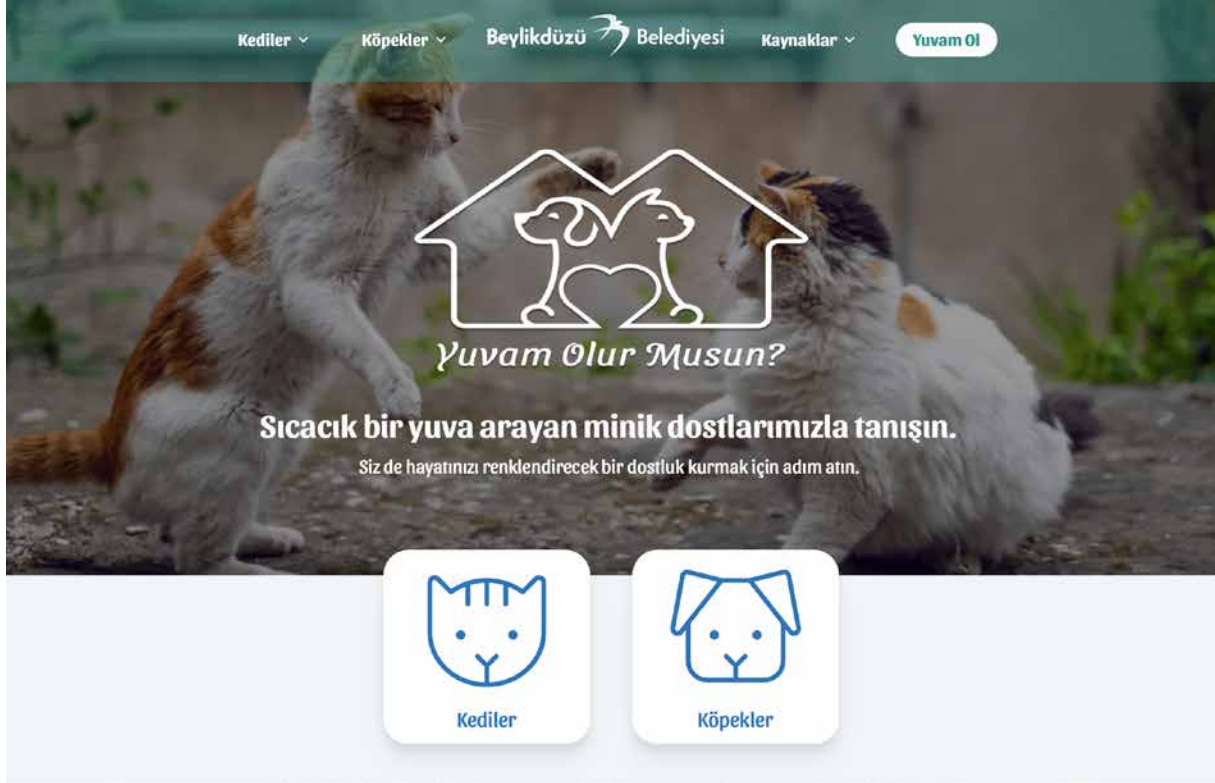 Kediler
Köpekler
Beylikdüzü Belediyesi
Kaynaklar
Yuvam Ol
Yuvam Olur Musun?
Sıcacık bir yuva arayan minik dostlarımızla tanışın.
Siz de hayatınızı renklendirecek bir dostluk kurmak için adım atın.
Kediler
Köpekler